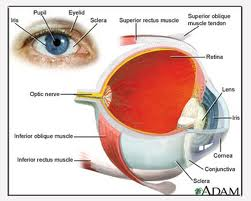 Pupil
Eyelid
Iris
Sclera
Superior rectus muscle
Superior oblique
muscle tendon
Retina
Lens
Optic nerve
Iris
Inferior oblique muscle
Cornea
Inferior rectus muscle
Conjunctiva
Sclera
ADAM